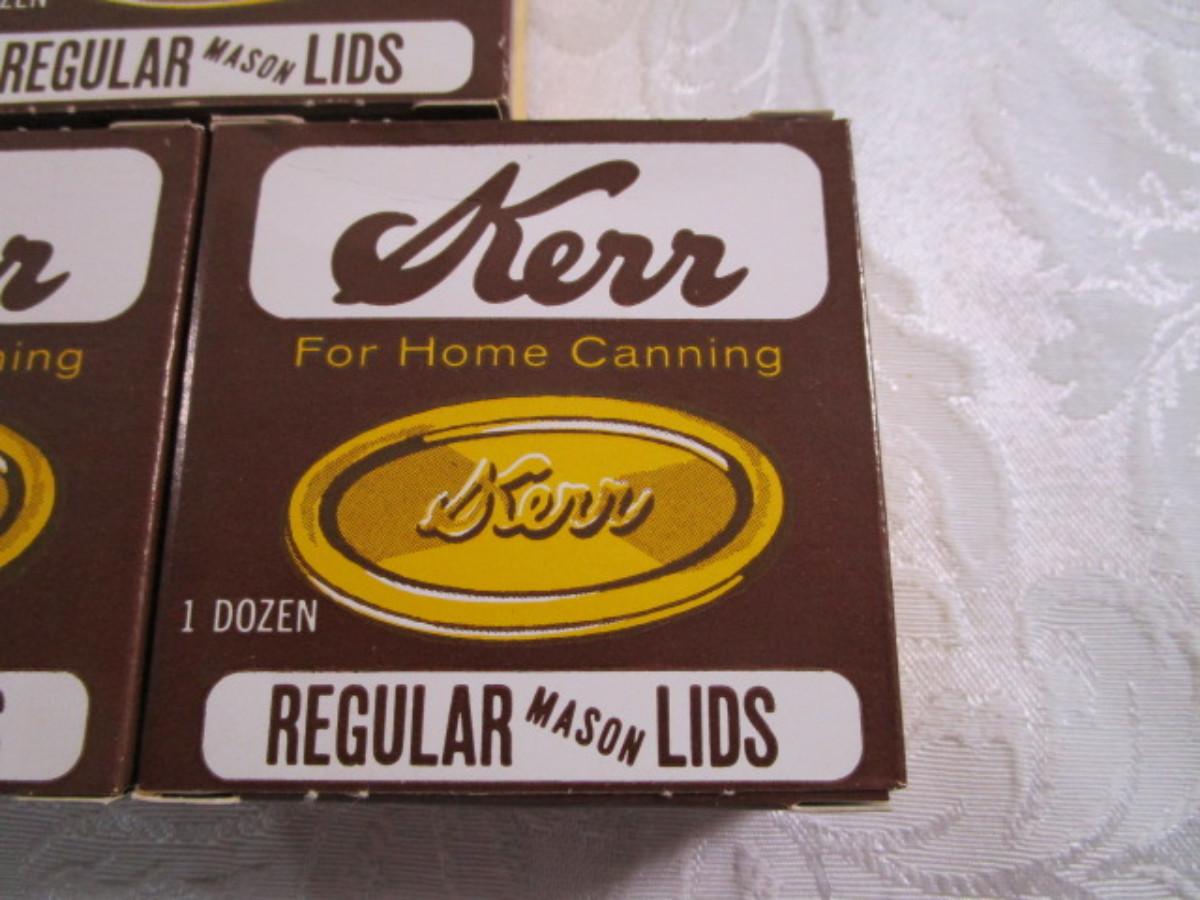 REGULAR MASON LIDS
Kerr
For Home Canning
Kerr
1 DOZEN
REGULAR MASON LIDS